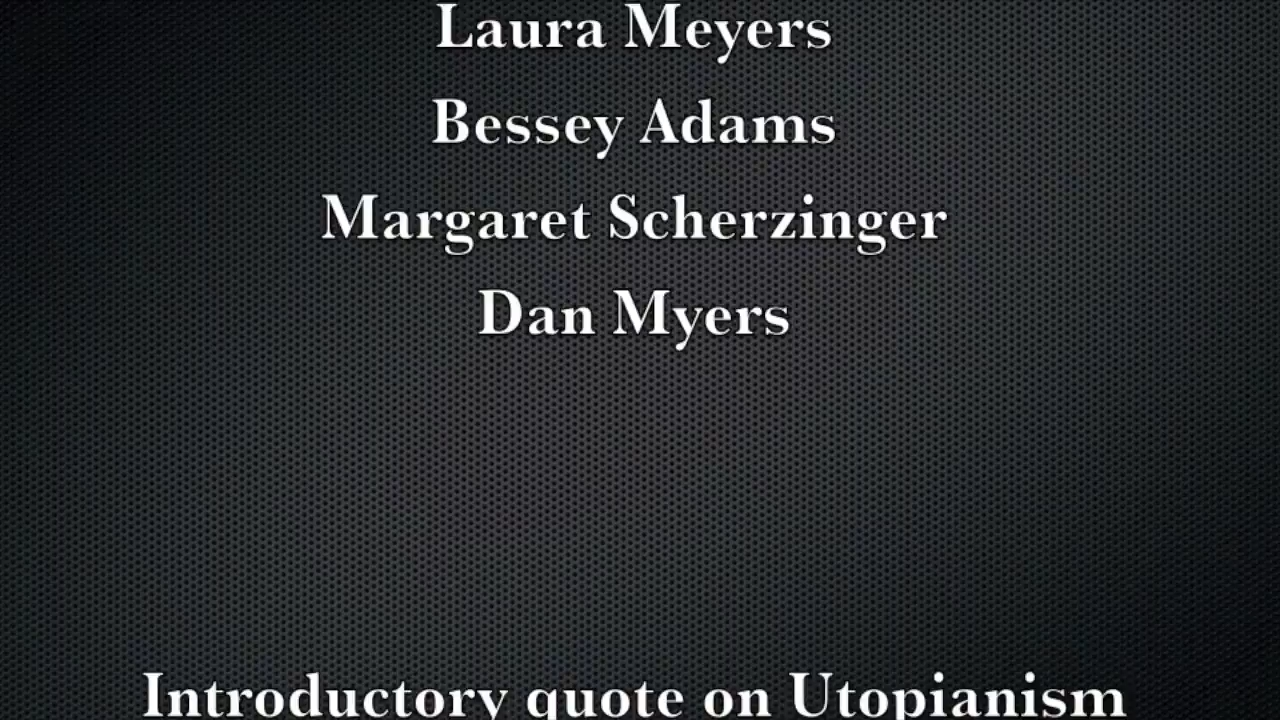 Laura Meyers
Bessey Adams
Margaret Scherzinger
Dan Myers
Introductory quote on Utopianism